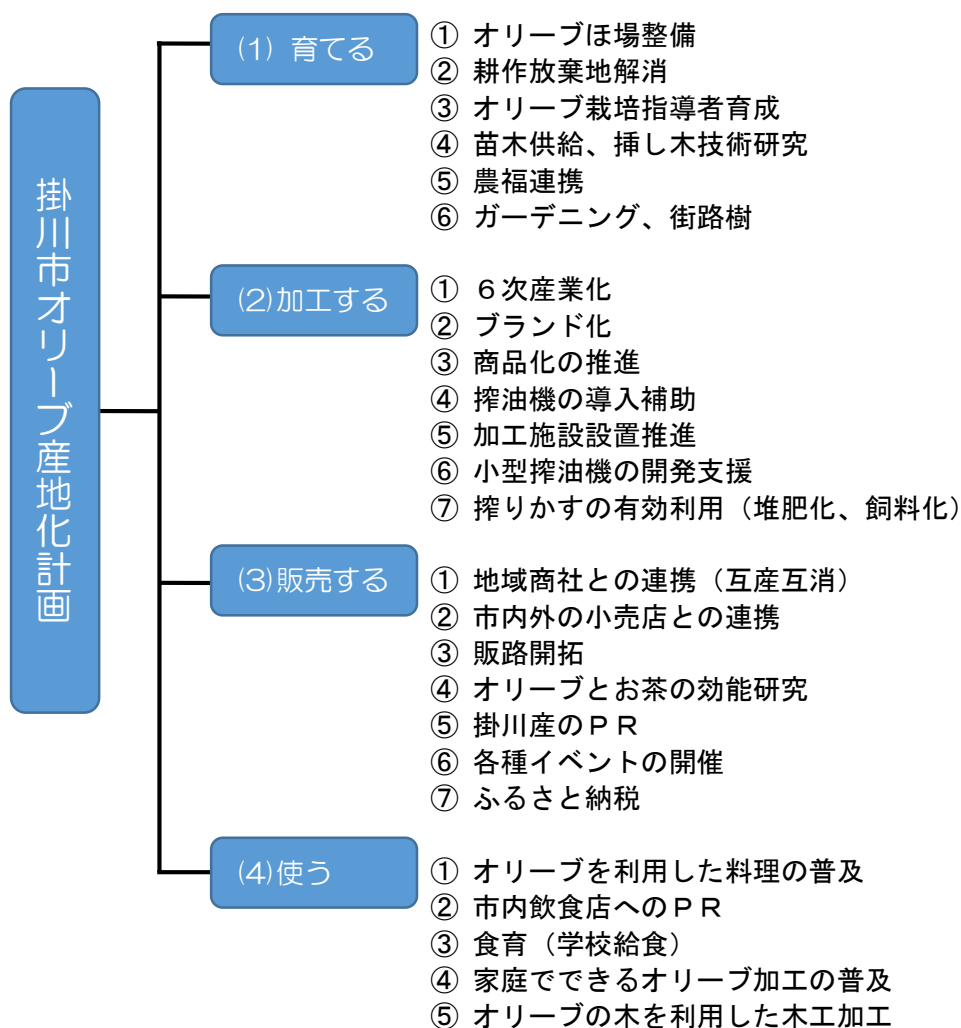 掛川市オリーブ産地化計画
(1) 育てる
① オリーブほ場整備
② 耕作放棄地解消
③ オリーブ栽培指導者育成
④ 苗木供給、挿し木技術研究
⑤ 農福連携
⑥ ガーデニング、街路樹
(2)加工する
① ６次産業化
② ブランド化
③ 商品化の推進
④ 搾油機の導入補助
⑤ 加工施設設置推進
⑥ 小型搾油機の開発支援
⑦ 搾りかすの有効利用（堆肥化、飼料化）
(3)販売する
① 地域商社との連携（互産互消）
② 市内外の小売店との連携
③ 販路開拓
④ オリーブとお茶の効能研究
⑤ 掛川産のＰＲ
⑥ 各種イベントの開催
⑦ ふるさと納税
(4)使う
① オリーブを利用した料理の普及
② 市内飲食店へのＰＲ
③ 食育（学校給食）
④ 家庭でできるオリーブ加工の普及
⑤ オリーブの木を利用した木工加工